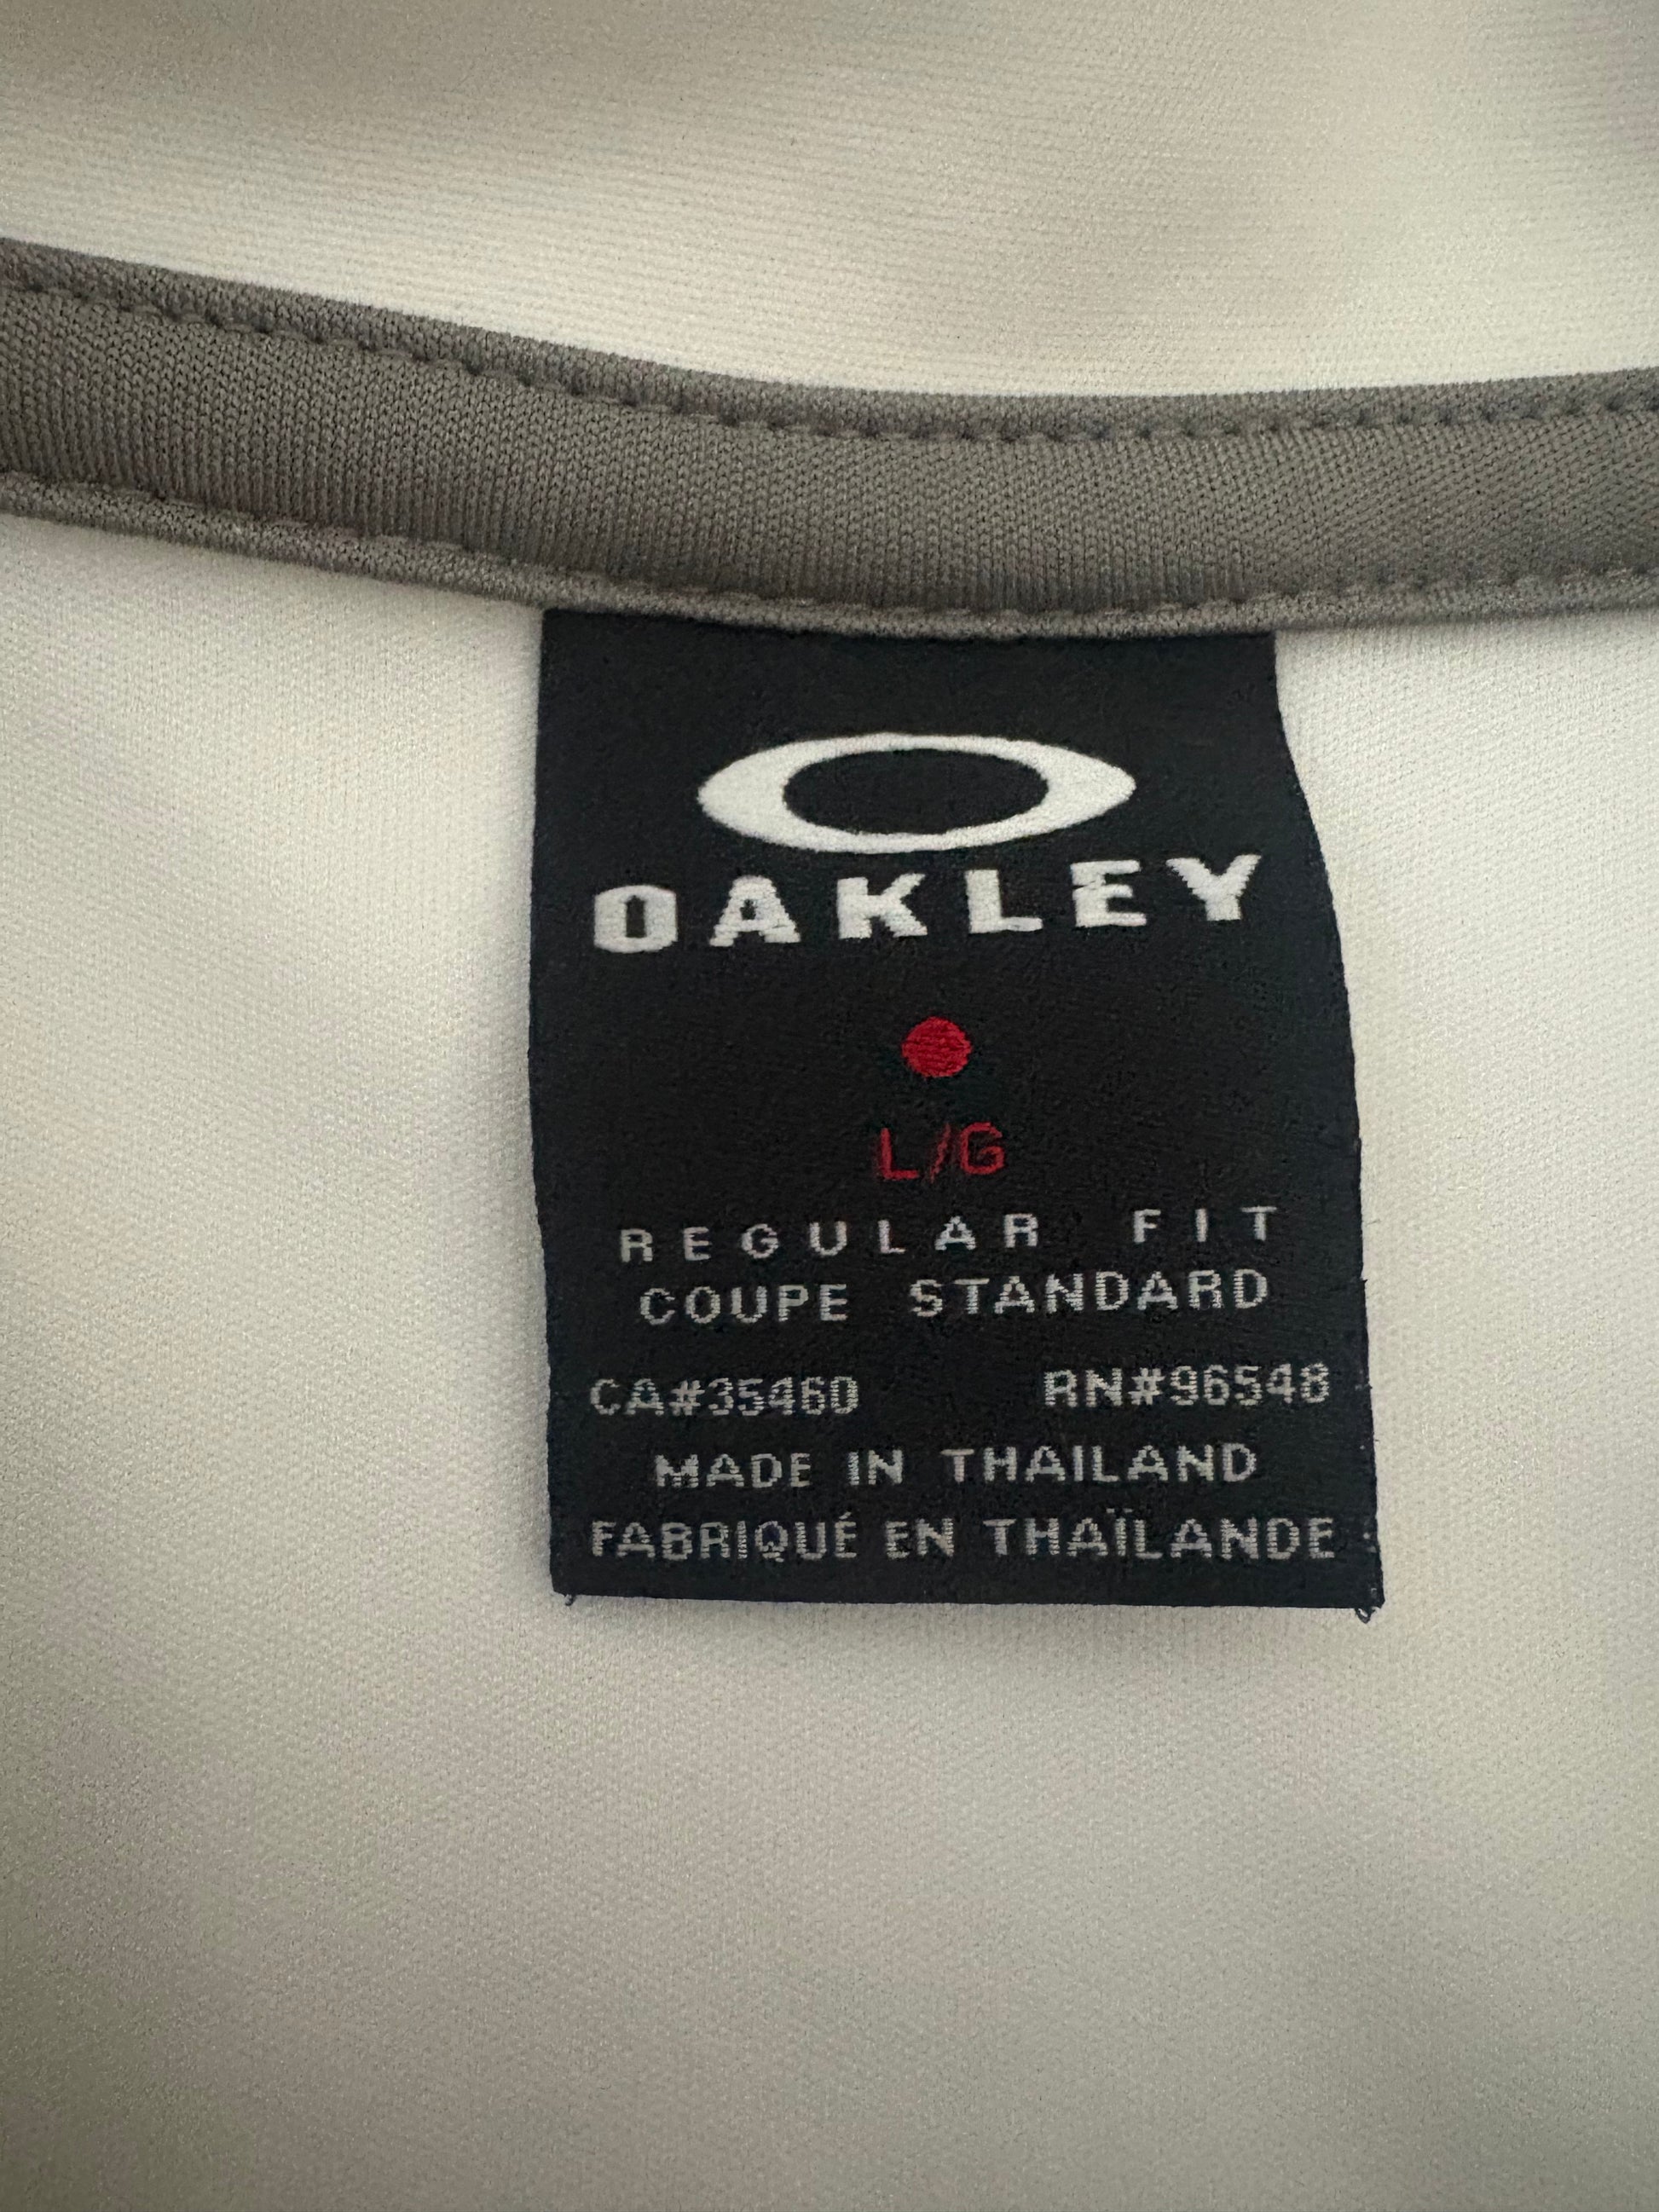 OAKLEY
L/G
REGULAR FIT
COUPE STANDARD
CA#35460 RN#96548
MADE IN THAILAND
FABRIQUÉ EN THAÏLANDE